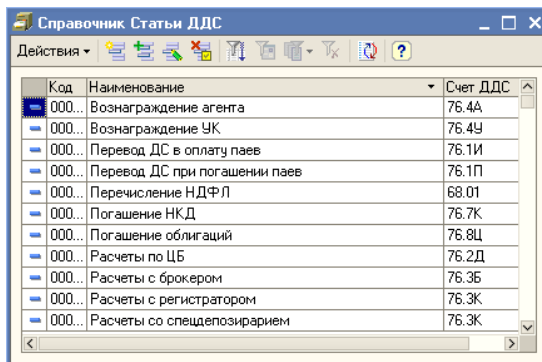 Справочник Статьи ДДС
Действия
Код Наименование Счет ДДС
000... Вознаграждение агента 76.4А
000... Вознаграждение УК 76.4У
000... Перевод ДС в оплату паев 76.1И
000... Перевод ДС при погашении паев 76.1П
000... Перечисление НДФЛ 68.01
000... Погашение НКД 76.7К
000... Погашение облигаций 76.8Ц
000... Расчеты по ЦБ 76.2Д
000... Расчеты с брокером 76.3Б
000... Расчеты с регистратором 76.3К
000... Расчеты со спецдепозирарием 76.3К